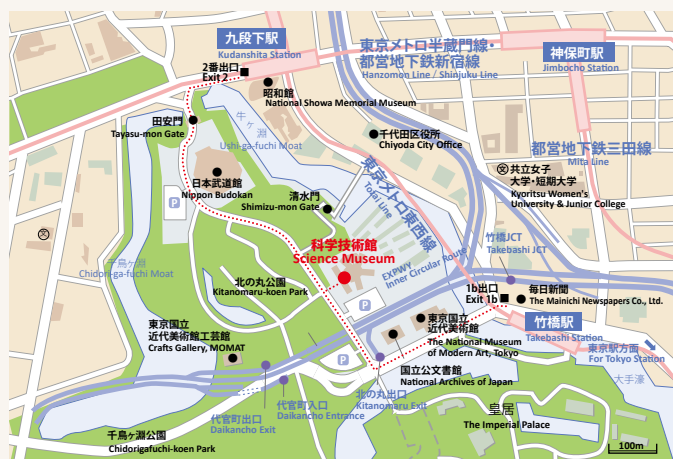 九段下駅
Kudanshita Station
2番出口
Exit 2
昭和館
National Showa Memorial Museum
東京メトロ半蔵門線・
都営地下鉄新宿線
Hanzomon Line / Shinjuku Line
神保町駅
Jimbocho Station
田安門
Tayasu-mon Gate
牛ヶ淵
Ushi-ga-fuchi Moat
千代田区役所
Chiyoda City Office
都営地下鉄三田線
Mita Line
日本武道館
Nippon Budokan
P
清水門
Shimizu-mon Gate
東京メトロ東西線
Tozai Line
文
共立女子
大学・短期大学
Kyoritsu Women's
University & Junior College
文
千鳥ヶ淵
Chidori-ga-fuchi Moat
科学技術館
Science Museum
竹橋JCT
Takebashi JCT
EXPWY
Inner Circular Route
北の丸公園
Kitanomaru-koen Park
P
1b出口
Exit 1b
毎日新聞
The Mainichi Newspapers Co., Ltd.
東京国立
近代美術館工芸館
Crafts Gallery, MOMAT
東京国立
近代美術館
The National Museum
of Modern Art, Tokyo
竹橋駅
Takebashi Station
P
国立公文書館
National Archives of Japan
東京駅方面
For Tokyo Station
大手濠
代官町出口
Daikancho Exit
代官町入口
Daikancho Entrance
北の丸出口
Kitanomaru Exit
皇居
The Imperial Palace
千鳥ヶ淵公園
Chidorigafuchi-koen Park
100m